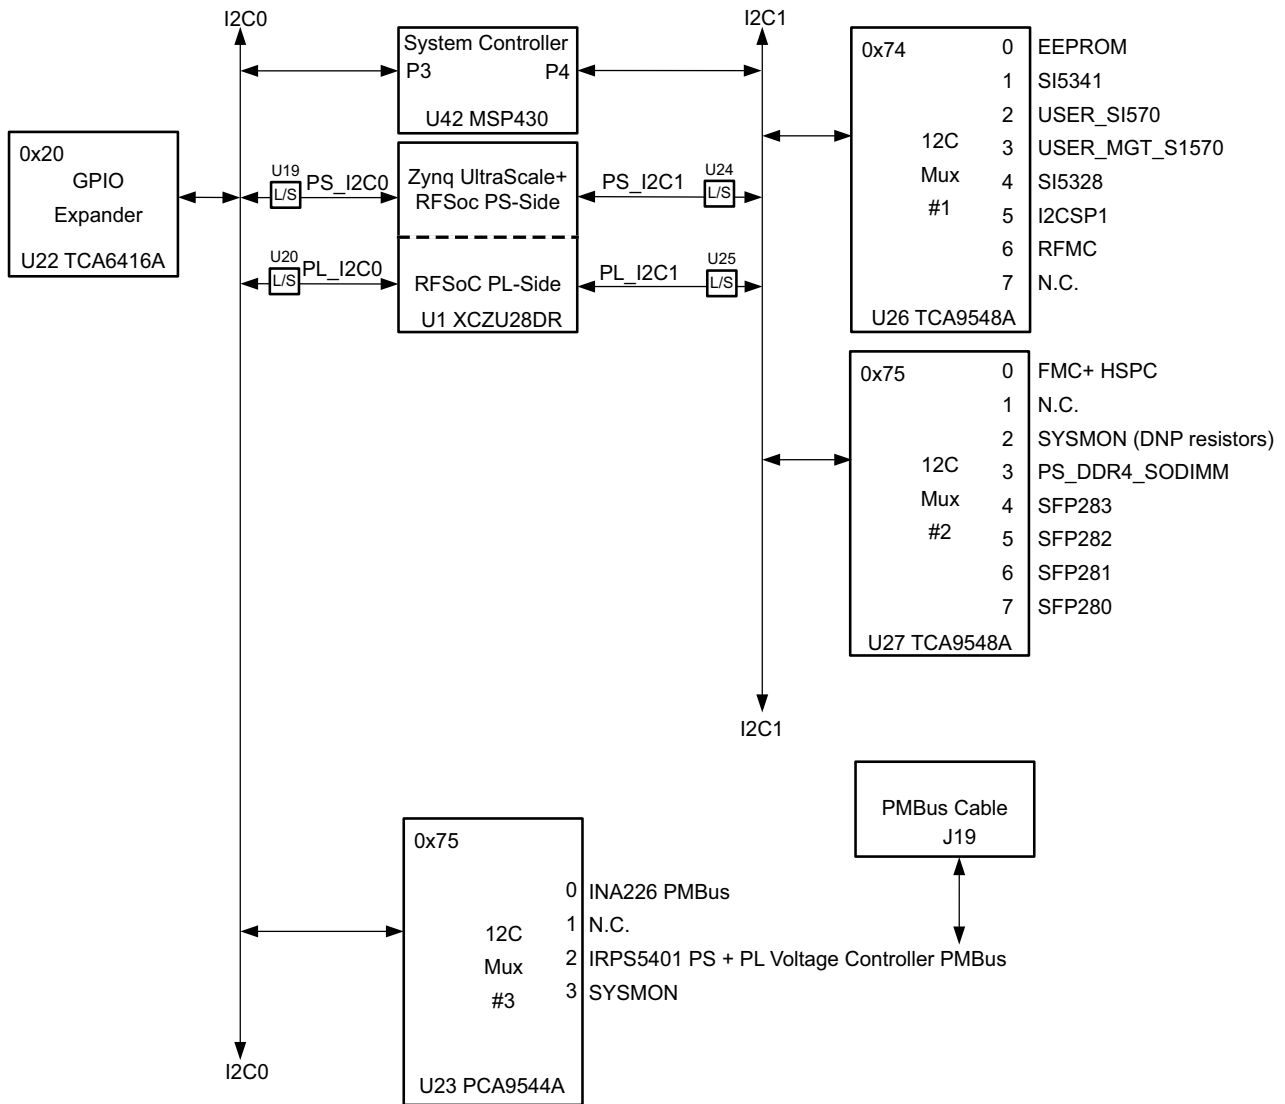 I2C0
I2C1
System Controller
P3 P4
U42 MSP430
0x20
GPIO
Expander
U22 TCA6416A
U19
L/S
PS_I2C0
Zynq UltraScale+
RFSoc PS-Side
PS_I2C1
U24
L/S
U20
L/S
PL_I2C0
RFSoC PL-Side
PL_I2C1
U25
L/S
U1 XCZU28DR
0x74
12C
Mux
#1
0 EEPROM
1 SI5341
2 USER_SI570
3 USER_MGT_S1570
4 SI5328
5 I2CSP1
6 RFMC
7 N.C.
U26 TCA9548A
0x75
12C
Mux
#2
0 FMC+ HSPC
1 N.C.
2 SYSMON (DNP resistors)
3 PS_DDR4_SODIMM
4 SFP283
5 SFP282
6 SFP281
7 SFP280
U27 TCA9548A
I2C1
PMBus Cable
J19
0x75
12C
Mux
#3
0 INA226 PMBus
1 N.C.
2 IRPS5401 PS + PL Voltage Controller PMBus
3 SYSMON
U23 PCA9544A
I2C0